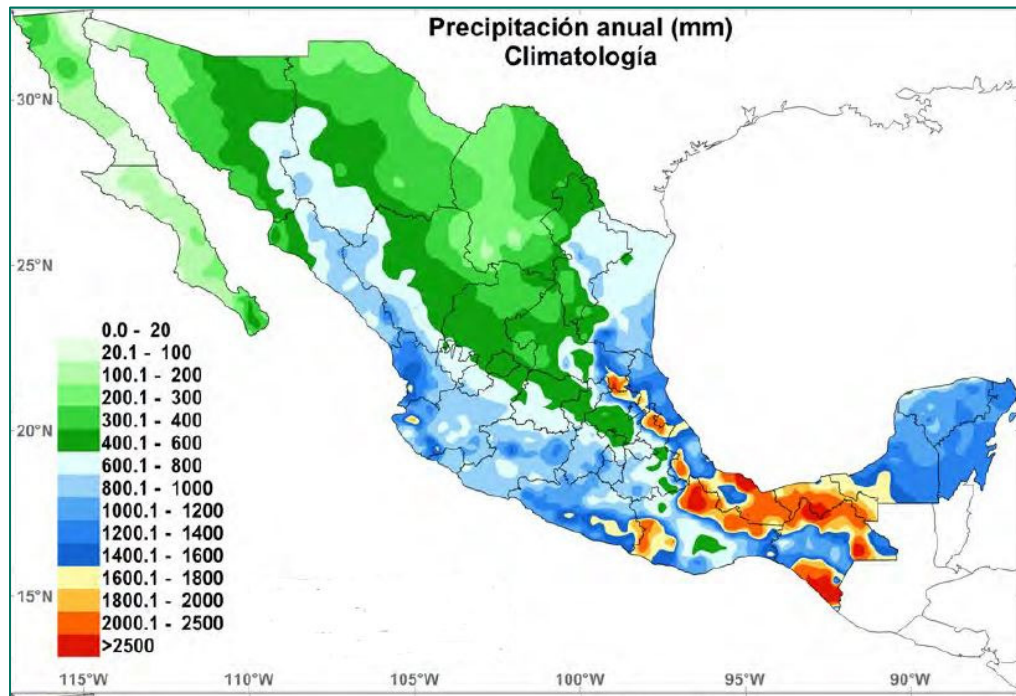 Precipitación anual (mm)
Climatología
30°N
25°N
20°N
15°N
0.0 - 20
20.1 - 100
100.1 - 200
200.1 - 300
300.1 - 400
400.1 - 600
600.1 - 800
800.1 - 1000
1000.1 - 1200
1200.1 - 1400
1400.1 - 1600
1600.1 - 1800
1800.1 - 2000
2000.1 - 2500
>2500
115°W 110°W 105°W 100°W 95°W 90°W